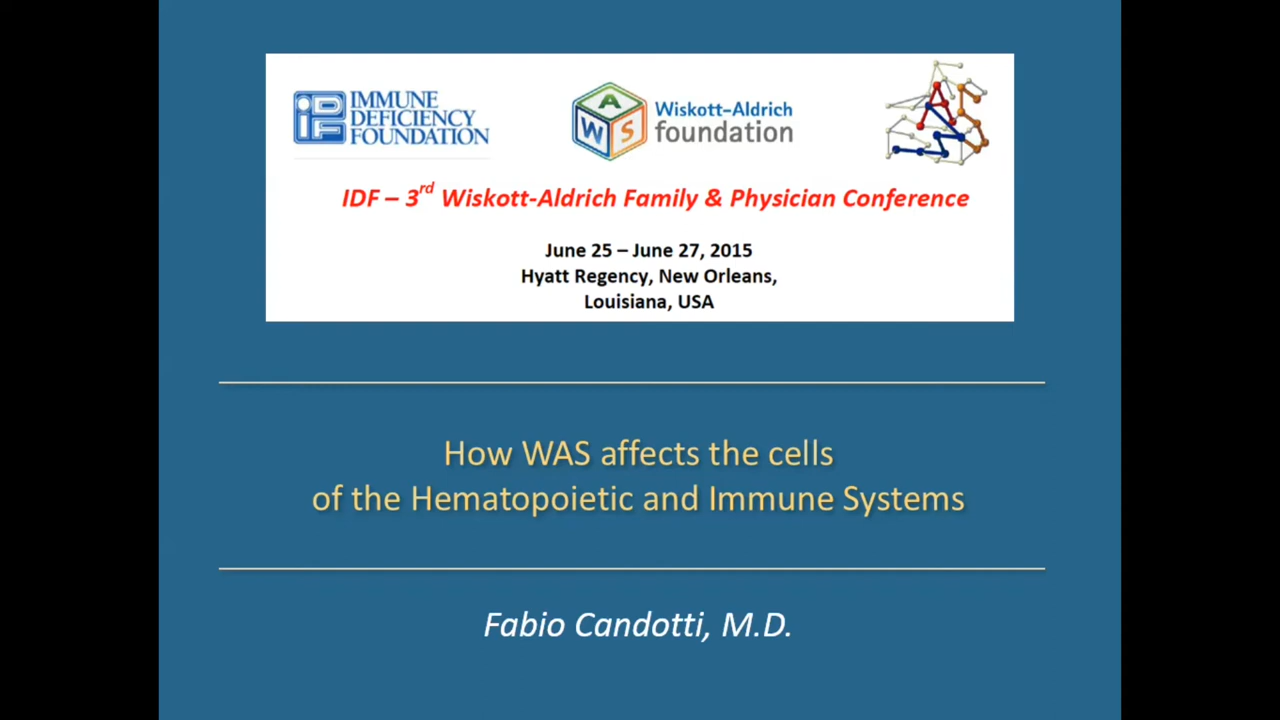 IDF
IMMUNE
DEFICIENCY
FOUNDATION
A
W
S
Wiskott–Aldrich
foundation
IDF – 3rd Wiskott-Aldrich Family & Physician Conference
June 25 – June 27, 2015
Hyatt Regency, New Orleans,
Louisiana, USA
How WAS affects the cells
of the Hematopoietic and Immune Systems
Fabio Candotti, M.D.